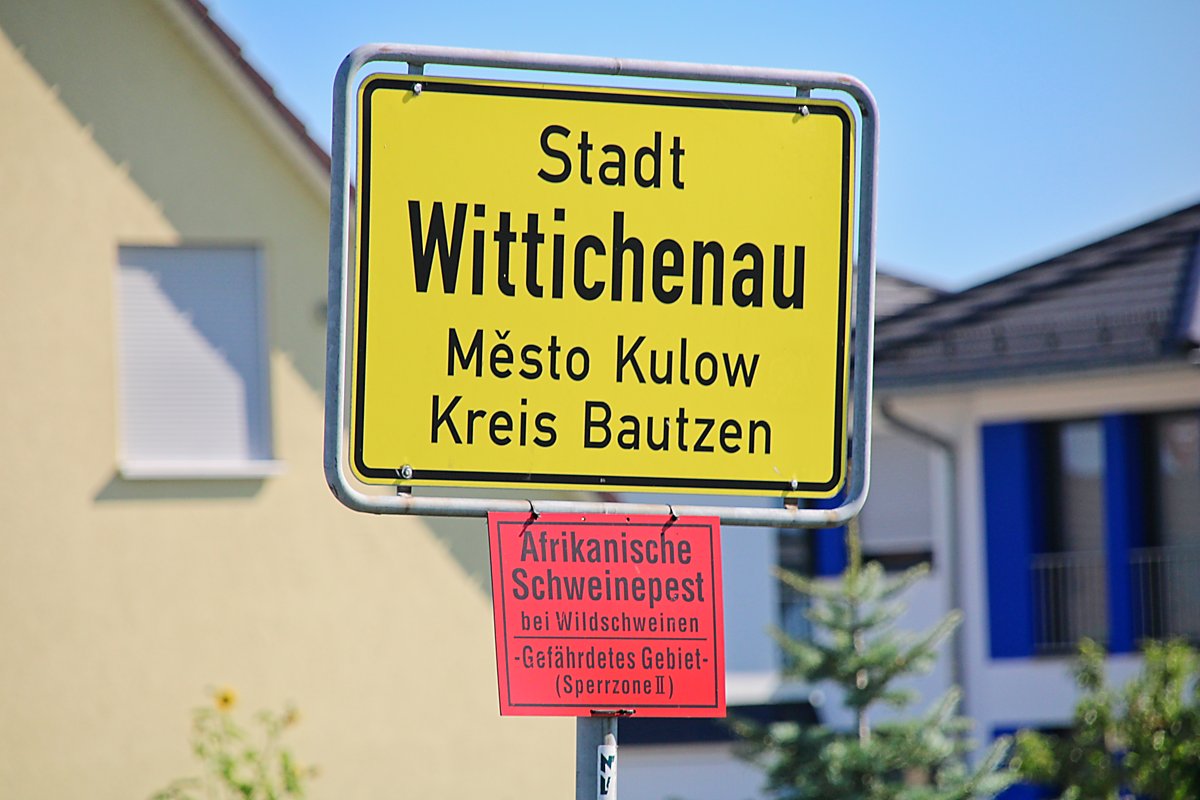 Stadt
Wittichenau
Město Kulow
Kreis Bautzen
Afrikanische
Schweinepest
bei Wildschweinen
-Gefährdetes Gebiet-
(Sperrzone II)